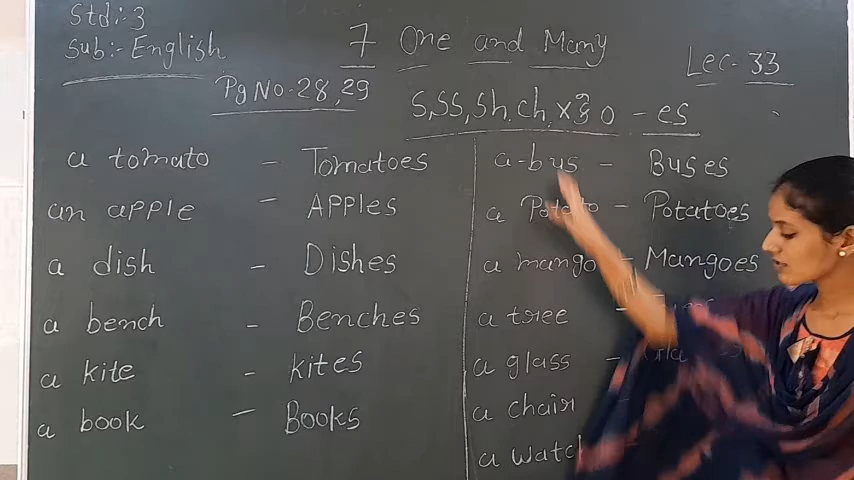 Std:- 3
Sub:- English
7 One and Many
Lec- 33
Pg No- 28, 29
S, SS, Sh, Ch, x, z, o - es
a tomato - Tomatoes
an apple - Apples
a dish - Dishes
a bench - Benches
a kite - kites
a book - Books
a - bus - Buses
a Potato - Potatoes
a mango - Mangoes
a tree -
a glass -
a chair -
a watch